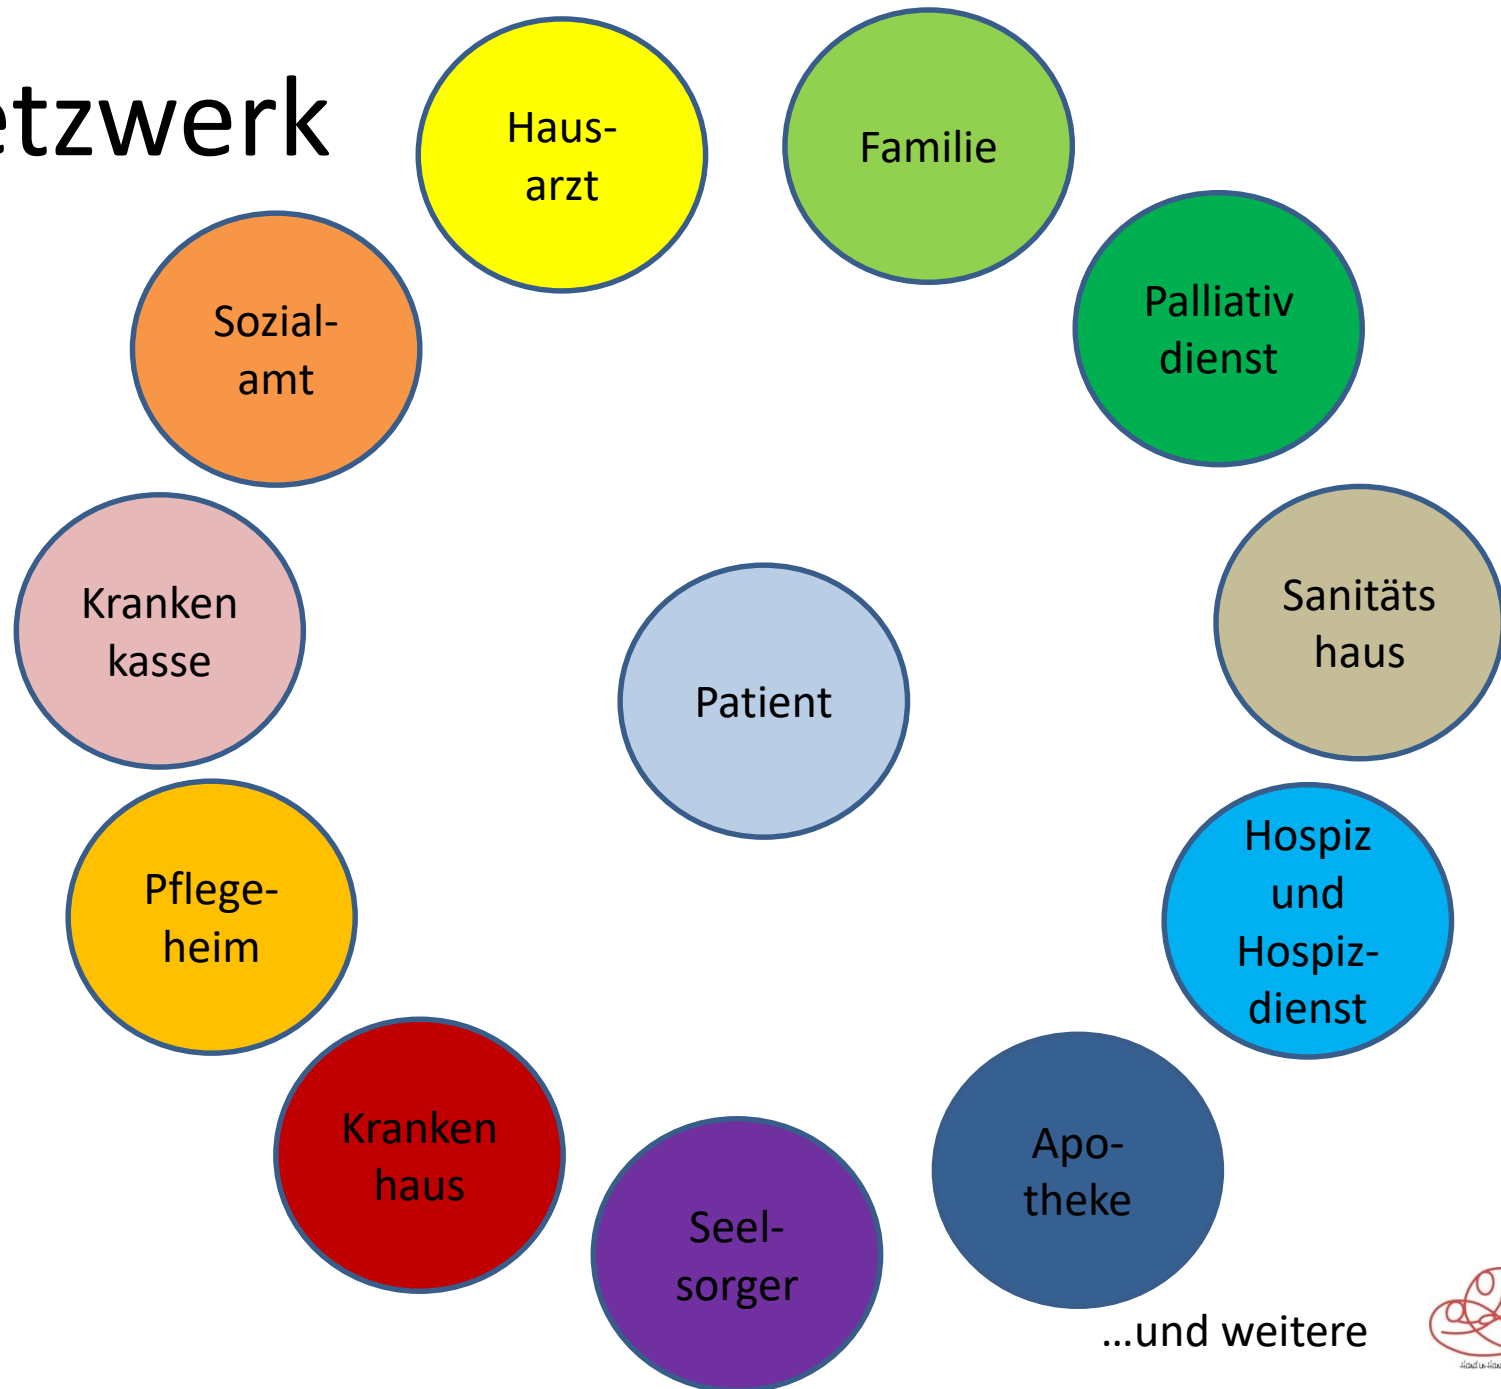 etzwerk
Haus-
arzt
Familie
Palliativ
dienst
Sozial-
amt
Kranken
kasse
Sanitäts
haus
Patient
Hospiz
und
Hospiz-
dienst
Pflege-
heim
Kranken
haus
Apo-
theke
Seel-
sorger
...und weitere